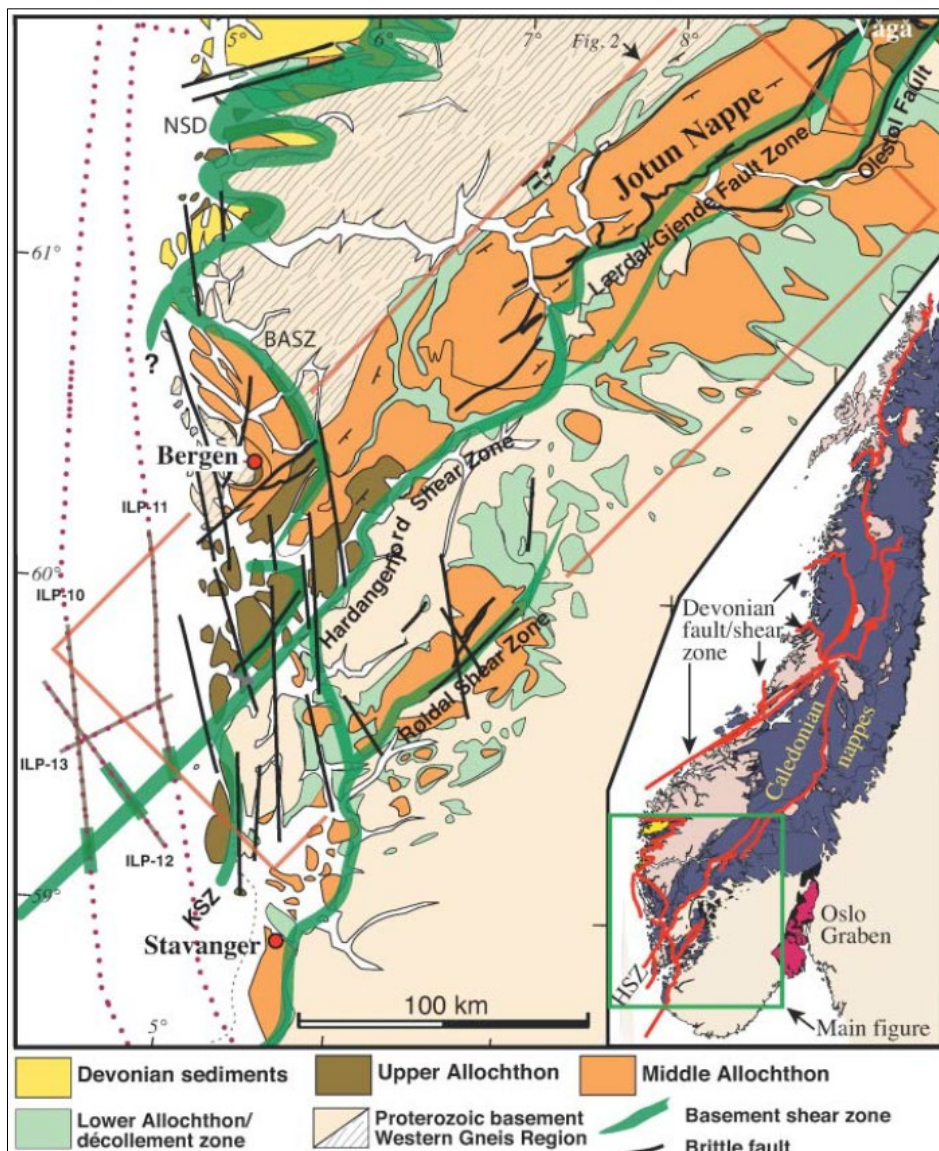 5°
6°
7°
8°
Fig. 2
Vågå
NSD
Jotun Nappe
Olestøl Fault
Lærdal-Gjende Fault Zone
61°
BASZ
?
Bergen
Hardangerfjord Shear Zone
ILP-11
60°
ILP-10
Røldal Shear Zone
Devonian
fault/shear
zone
Caledonian
nappes
ILP-13
ILP-12
59°
KSZ
Stavanger
Oslo
Graben
HSZ
100 km
5°
Main figure
Devonian sediments
Upper Allochthon
Middle Allochthon
Lower Allochthon/
décollement zone
Proterozoic basement
Western Gneis Region
Basement shear zone
Brittle fault